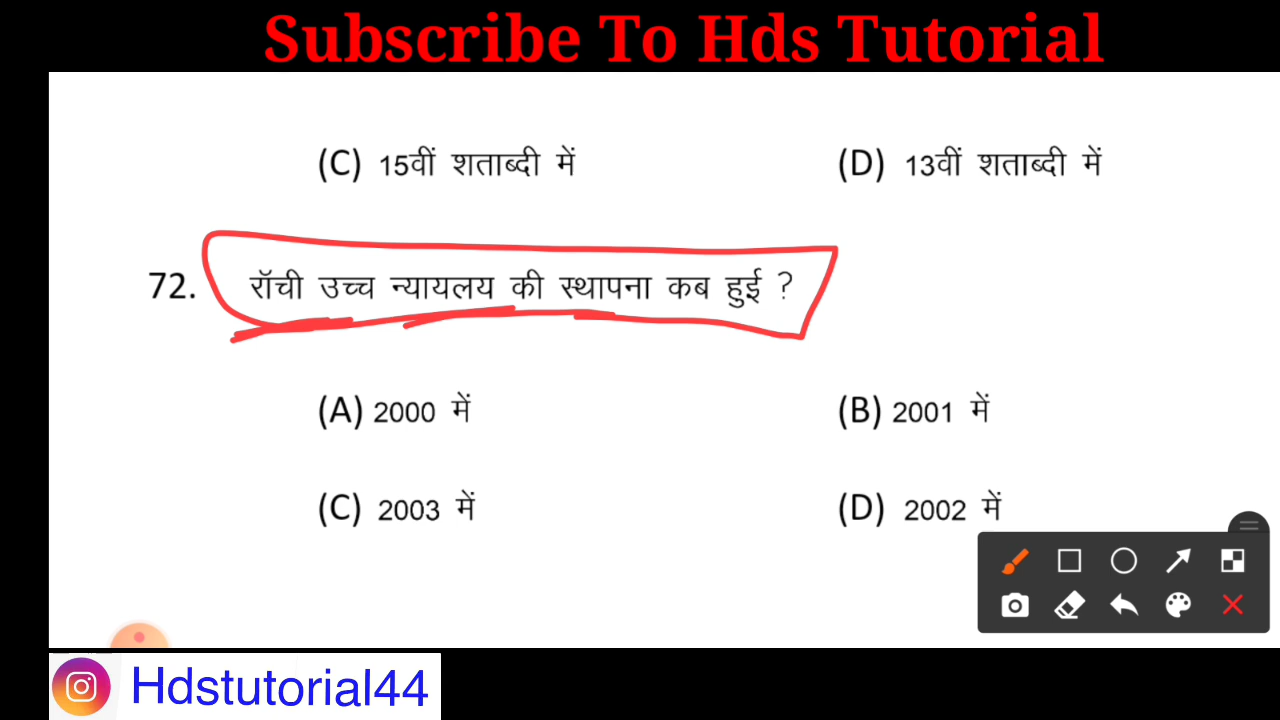 Subscribe To Hds Tutorial
(C) 15वीं शताब्दी में (D) 13वीं शताब्दी में
72. रॉची उच्च न्यायलय की स्थापना कब हुई ?
(A) 2000 में (B) 2001 में
(C) 2003 में (D) 2002 में
Hdstutorial44